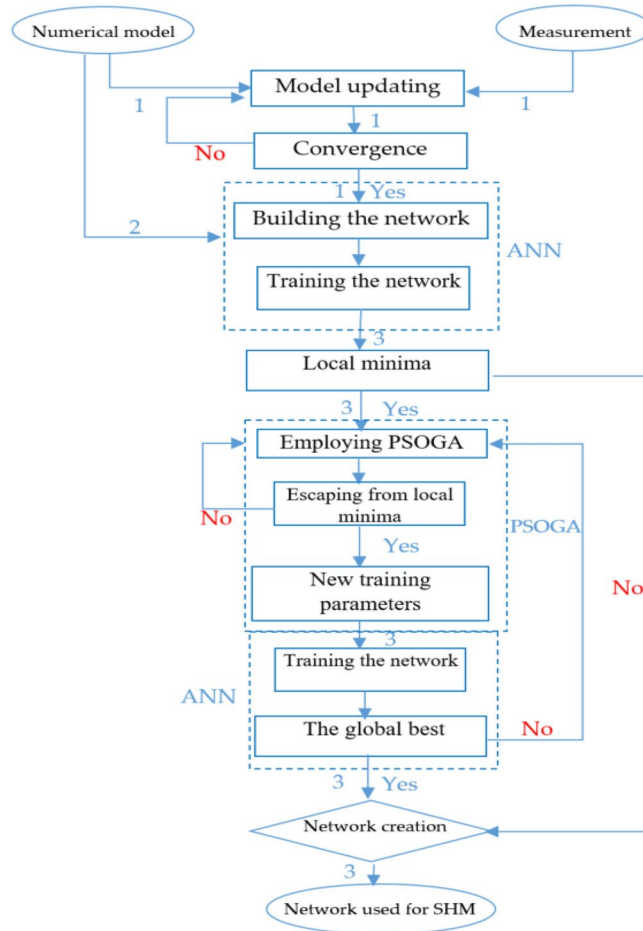 Numerical model
Measurement
Model updating
1
1
1
No
Convergence
1 Yes
Building the network
2
ANN
Training the network
3
Local minima
3 Yes
Employing PSOGA
Escaping from local
minima
No
PSOGA
Yes
New training
parameters
No
3
Training the network
ANN
The global best
No
3 Yes
Network creation
3
Network used for SHM